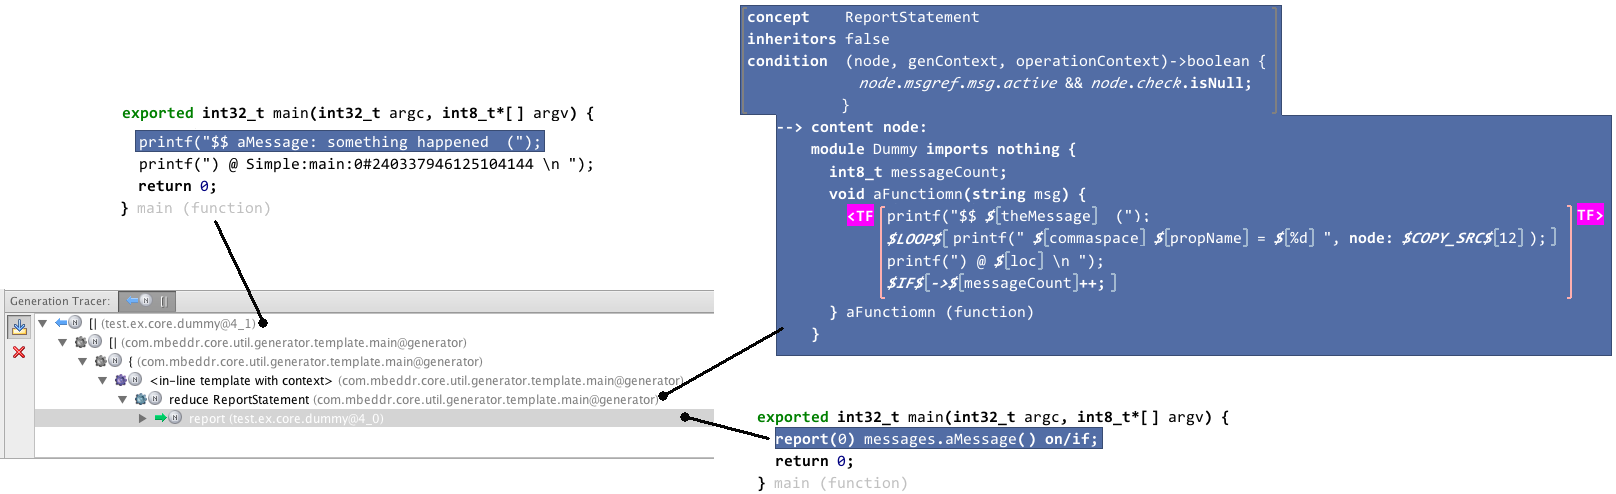 concept    ReportStatement
inheritors false
condition  (node, genContext, operationContext)->boolean {
node.msgref.msg.active && node.check.isNull;
}
--> content node:
module Dummy imports nothing {
int8_t messageCount;
void aFunctiomn(string msg) {
<TF [printf("$$ $[theMessage]  ("); TF>
$LOOP$[printf(" $[commaspace] $[propName] = $[%d] ", node: $COPY_SRC$[12]);]
printf(") @ $[loc] \n ");
$IF$[->$[messageCount]++;]
} aFunctiomn (function)
}
exported int32_t main(int32_t argc, int8_t*[] argv) {
printf("$$ aMessage: something happened  (");
printf(") @ Simple:main:0#240337946125104144 \n ");
return 0;
} main (function)
Generation Tracer: N [|
N [| (test.ex.core.dummy@4_1)
N [| (com.mbeddr.core.util.generator.template.main@generator)
N { (com.mbeddr.core.util.generator.template.main@generator)
N <in-line template with context> (com.mbeddr.core.util.generator.template.main@generator)
N reduce ReportStatement (com.mbeddr.core.util.generator.template.main@generator)
N report (test.ex.core.dummy@4_0)
exported int32_t main(int32_t argc, int8_t*[] argv) {
report(0) messages.aMessage() on/if;
return 0;
} main (function)